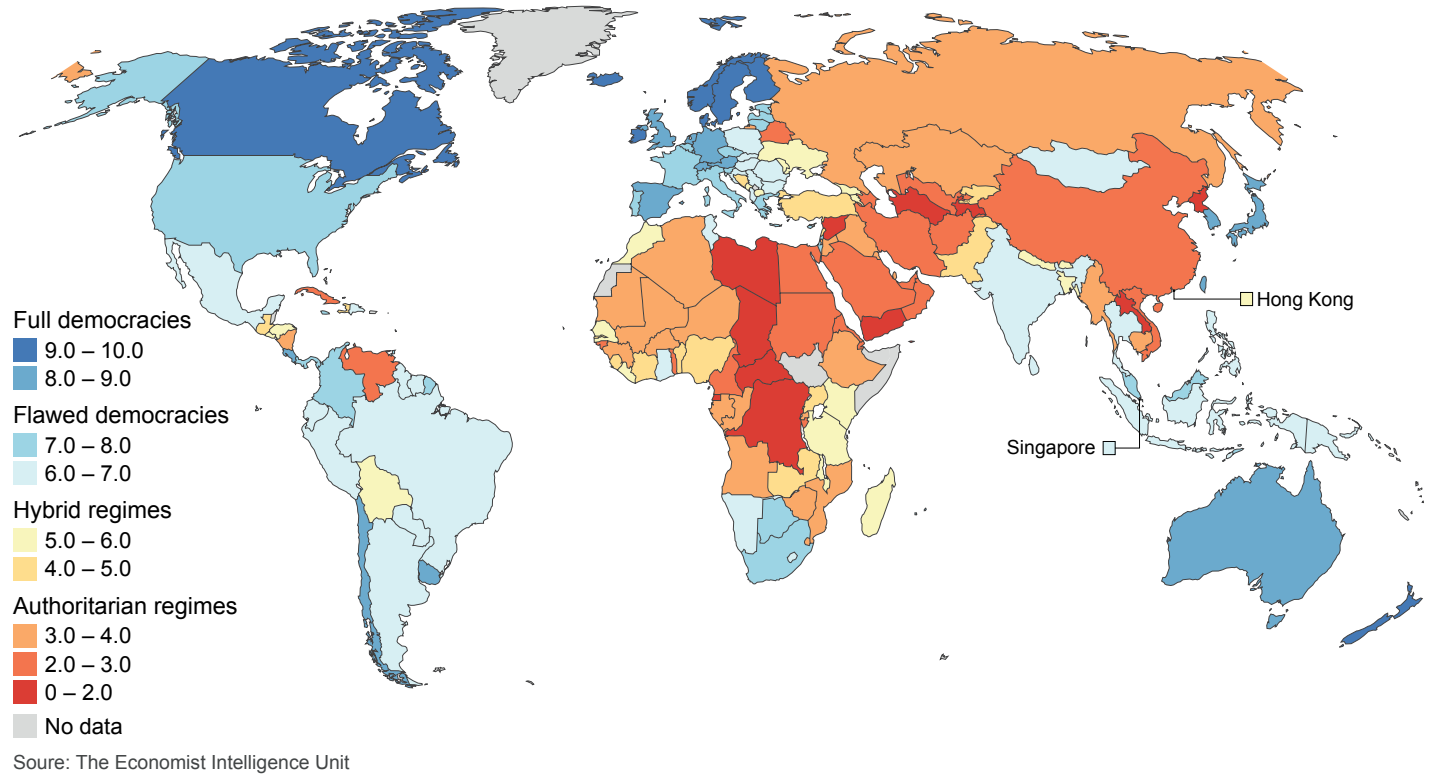 Full democracies
9.0 – 10.0
8.0 – 9.0
Flawed democracies
7.0 – 8.0
6.0 – 7.0
Hybrid regimes
5.0 – 6.0
4.0 – 5.0
Authoritarian regimes
3.0 – 4.0
2.0 – 3.0
0 – 2.0
No data
Hong Kong
Singapore
Soure: The Economist Intelligence Unit